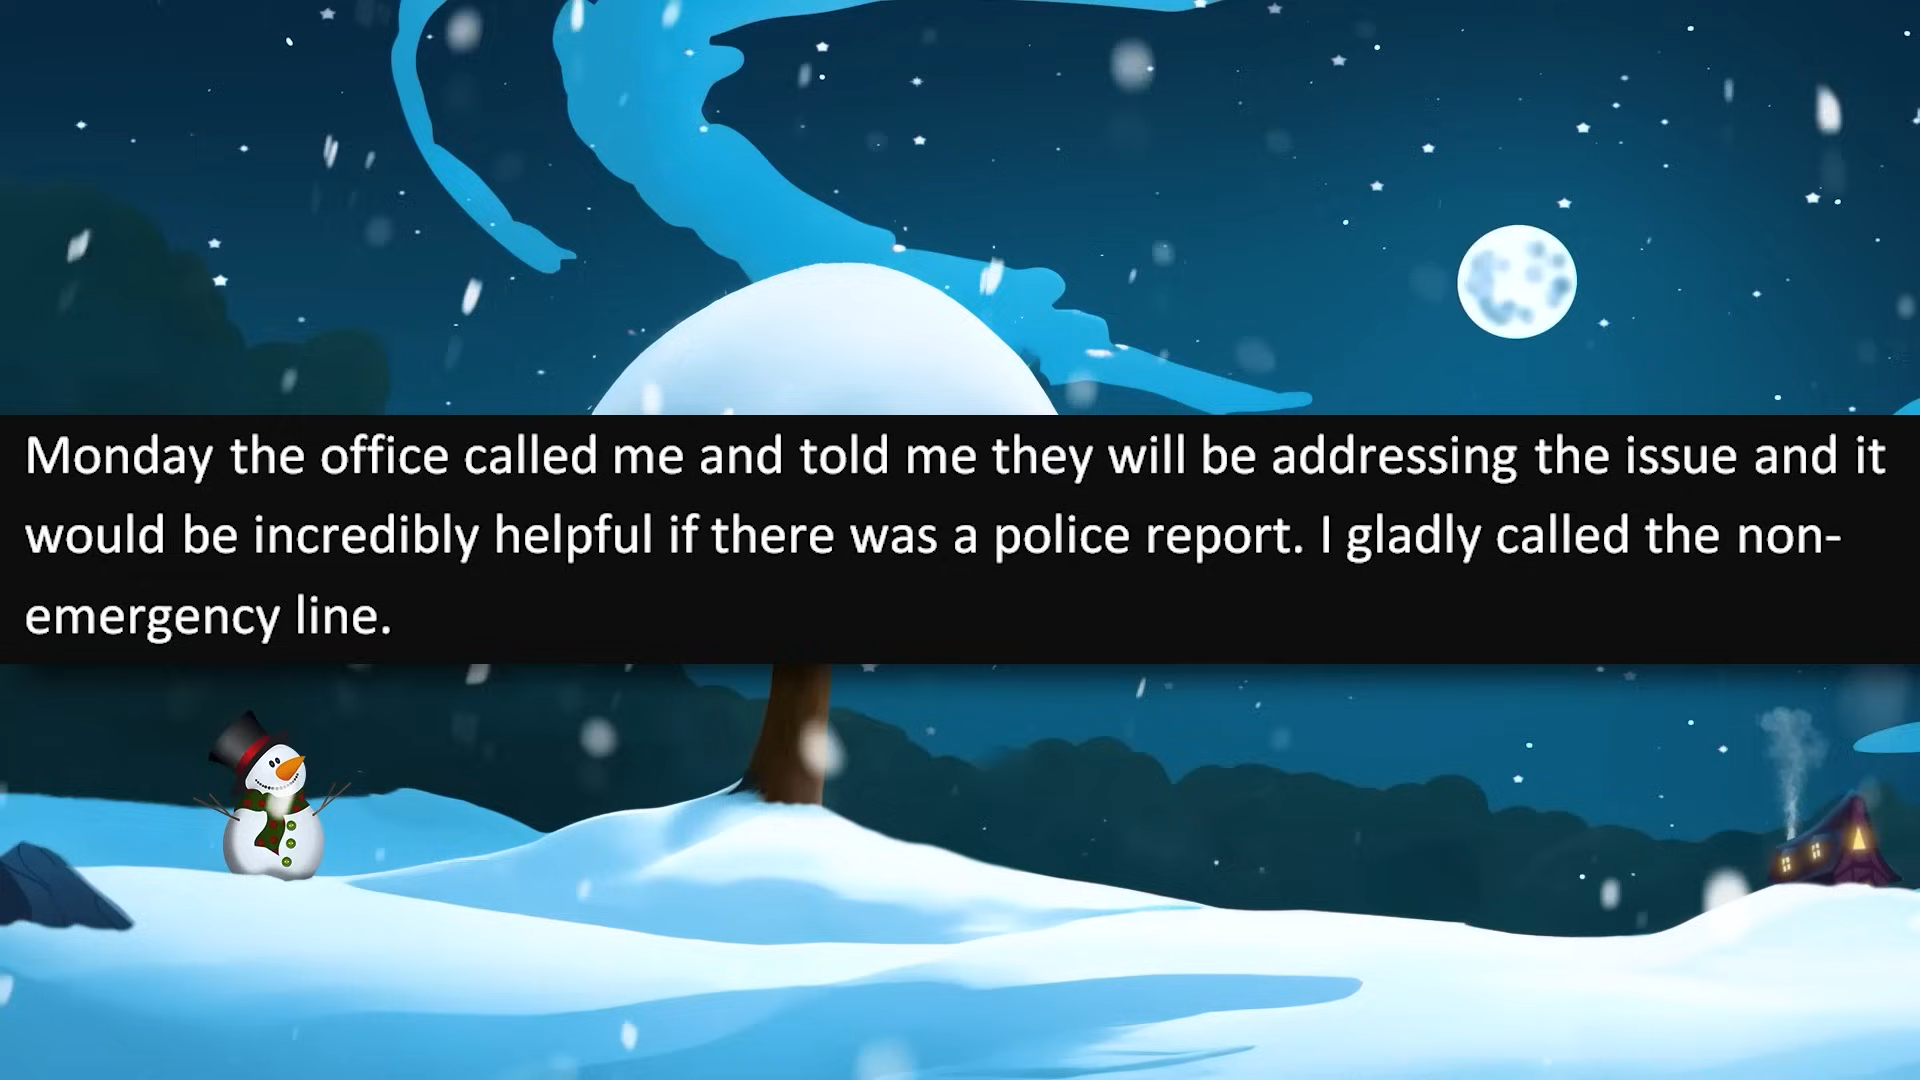 Monday the office called me and told me they will be addressing the issue and it
would be incredibly helpful if there was a police report. I gladly called the non-
emergency line.